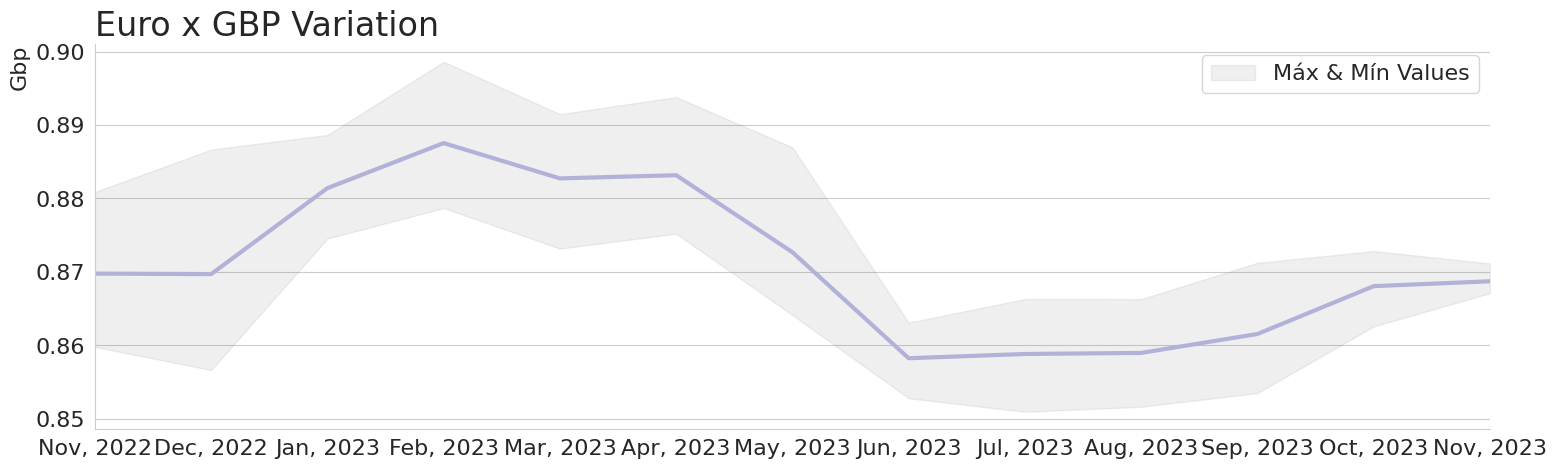 Euro x GBP Variation
Gbp
Máx & Mín Values
0.90
0.89
0.88
0.87
0.86
0.85
Nov, 2022 Dec, 2022 Jan, 2023 Feb, 2023 Mar, 2023 Apr, 2023 May, 2023 Jun, 2023 Jul, 2023 Aug, 2023 Sep, 2023 Oct, 2023 Nov, 2023